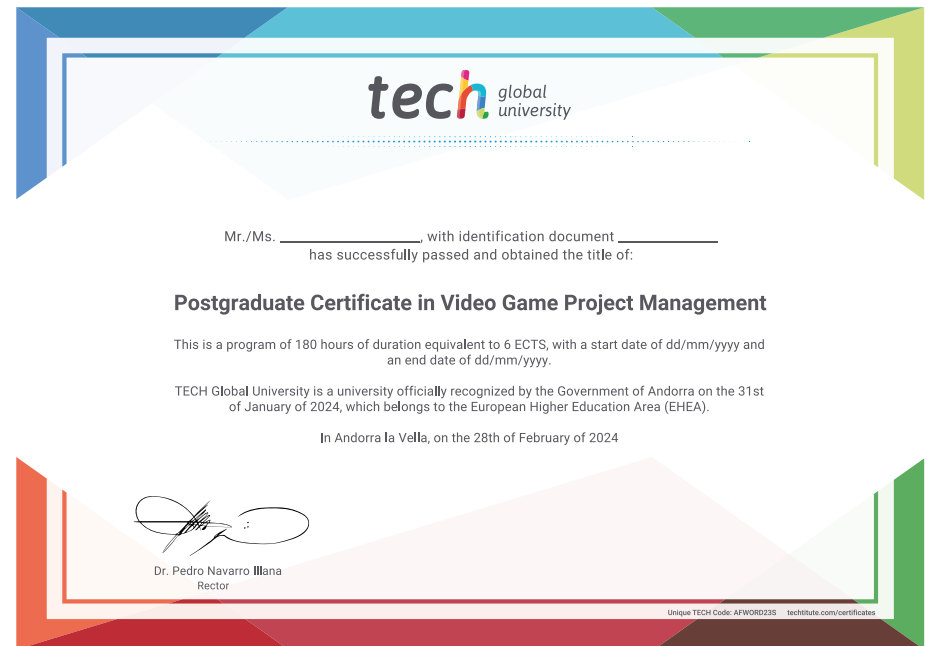 tech global university
Mr./Ms. ____________, with identification document ____________
has successfully passed and obtained the title of:
Postgraduate Certificate in Video Game Project Management
This is a program of 180 hours of duration equivalent to 6 ECTS, with a start date of dd/mm/yyyy and
an end date of dd/mm/yyyy.
TECH Global University is a university officially recognized by the Government of Andorra on the 31st
of January of 2024, which belongs to the European Higher Education Area (EHEA).
In Andorra la Vella, on the 28th of February of 2024
Dr. Pedro Navarro Illana
Rector
Unique TECH Code: AFWORD23S techtitute.com/certificates